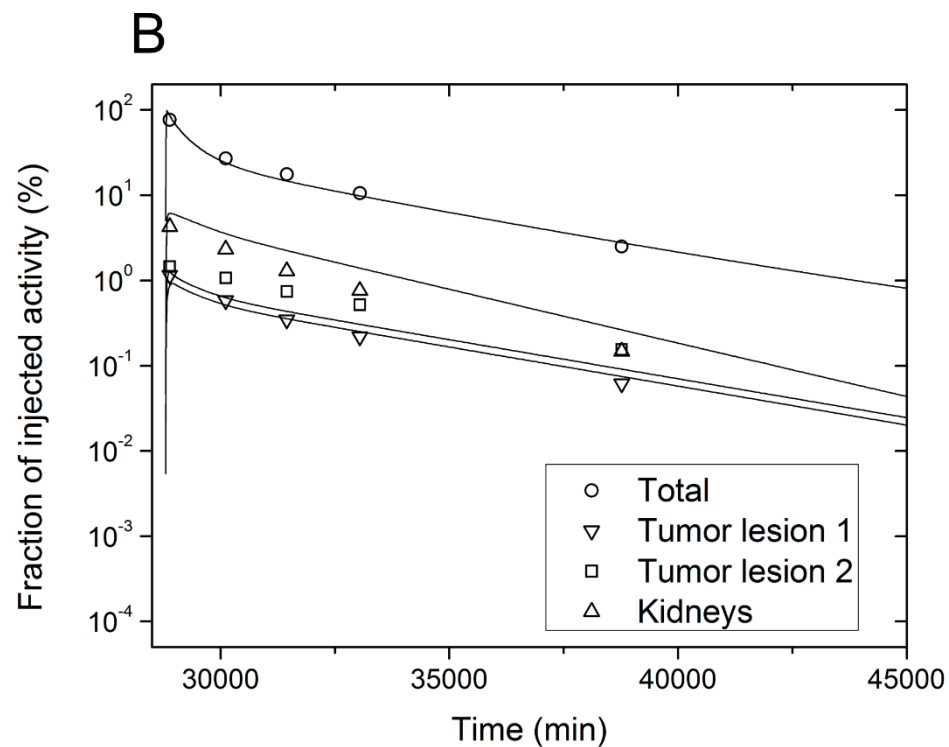 B
Fraction of injected activity (%)
10²
10¹
10⁰
10⁻¹
10⁻²
10⁻³
10⁻⁴
Total
Tumor lesion 1
Tumor lesion 2
Kidneys
30000 35000 40000 45000
Time (min)